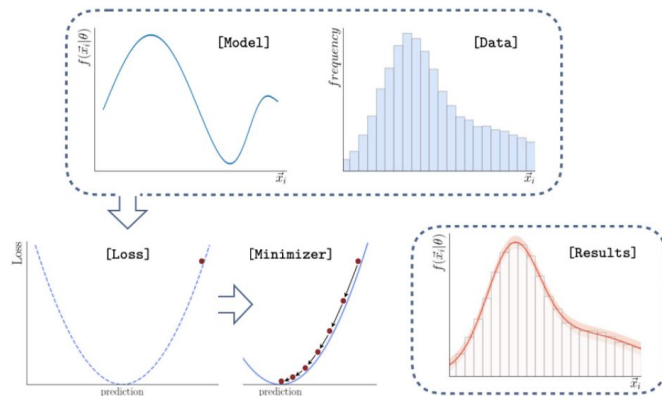 f(x⃗ᵢ|θ)
[Model]
x⃗ᵢ
frequency
[Data]
x⃗ᵢ
Loss
[Loss]
prediction
[Minimizer]
prediction
f(x⃗ᵢ|θ)
[Results]
x⃗ᵢ